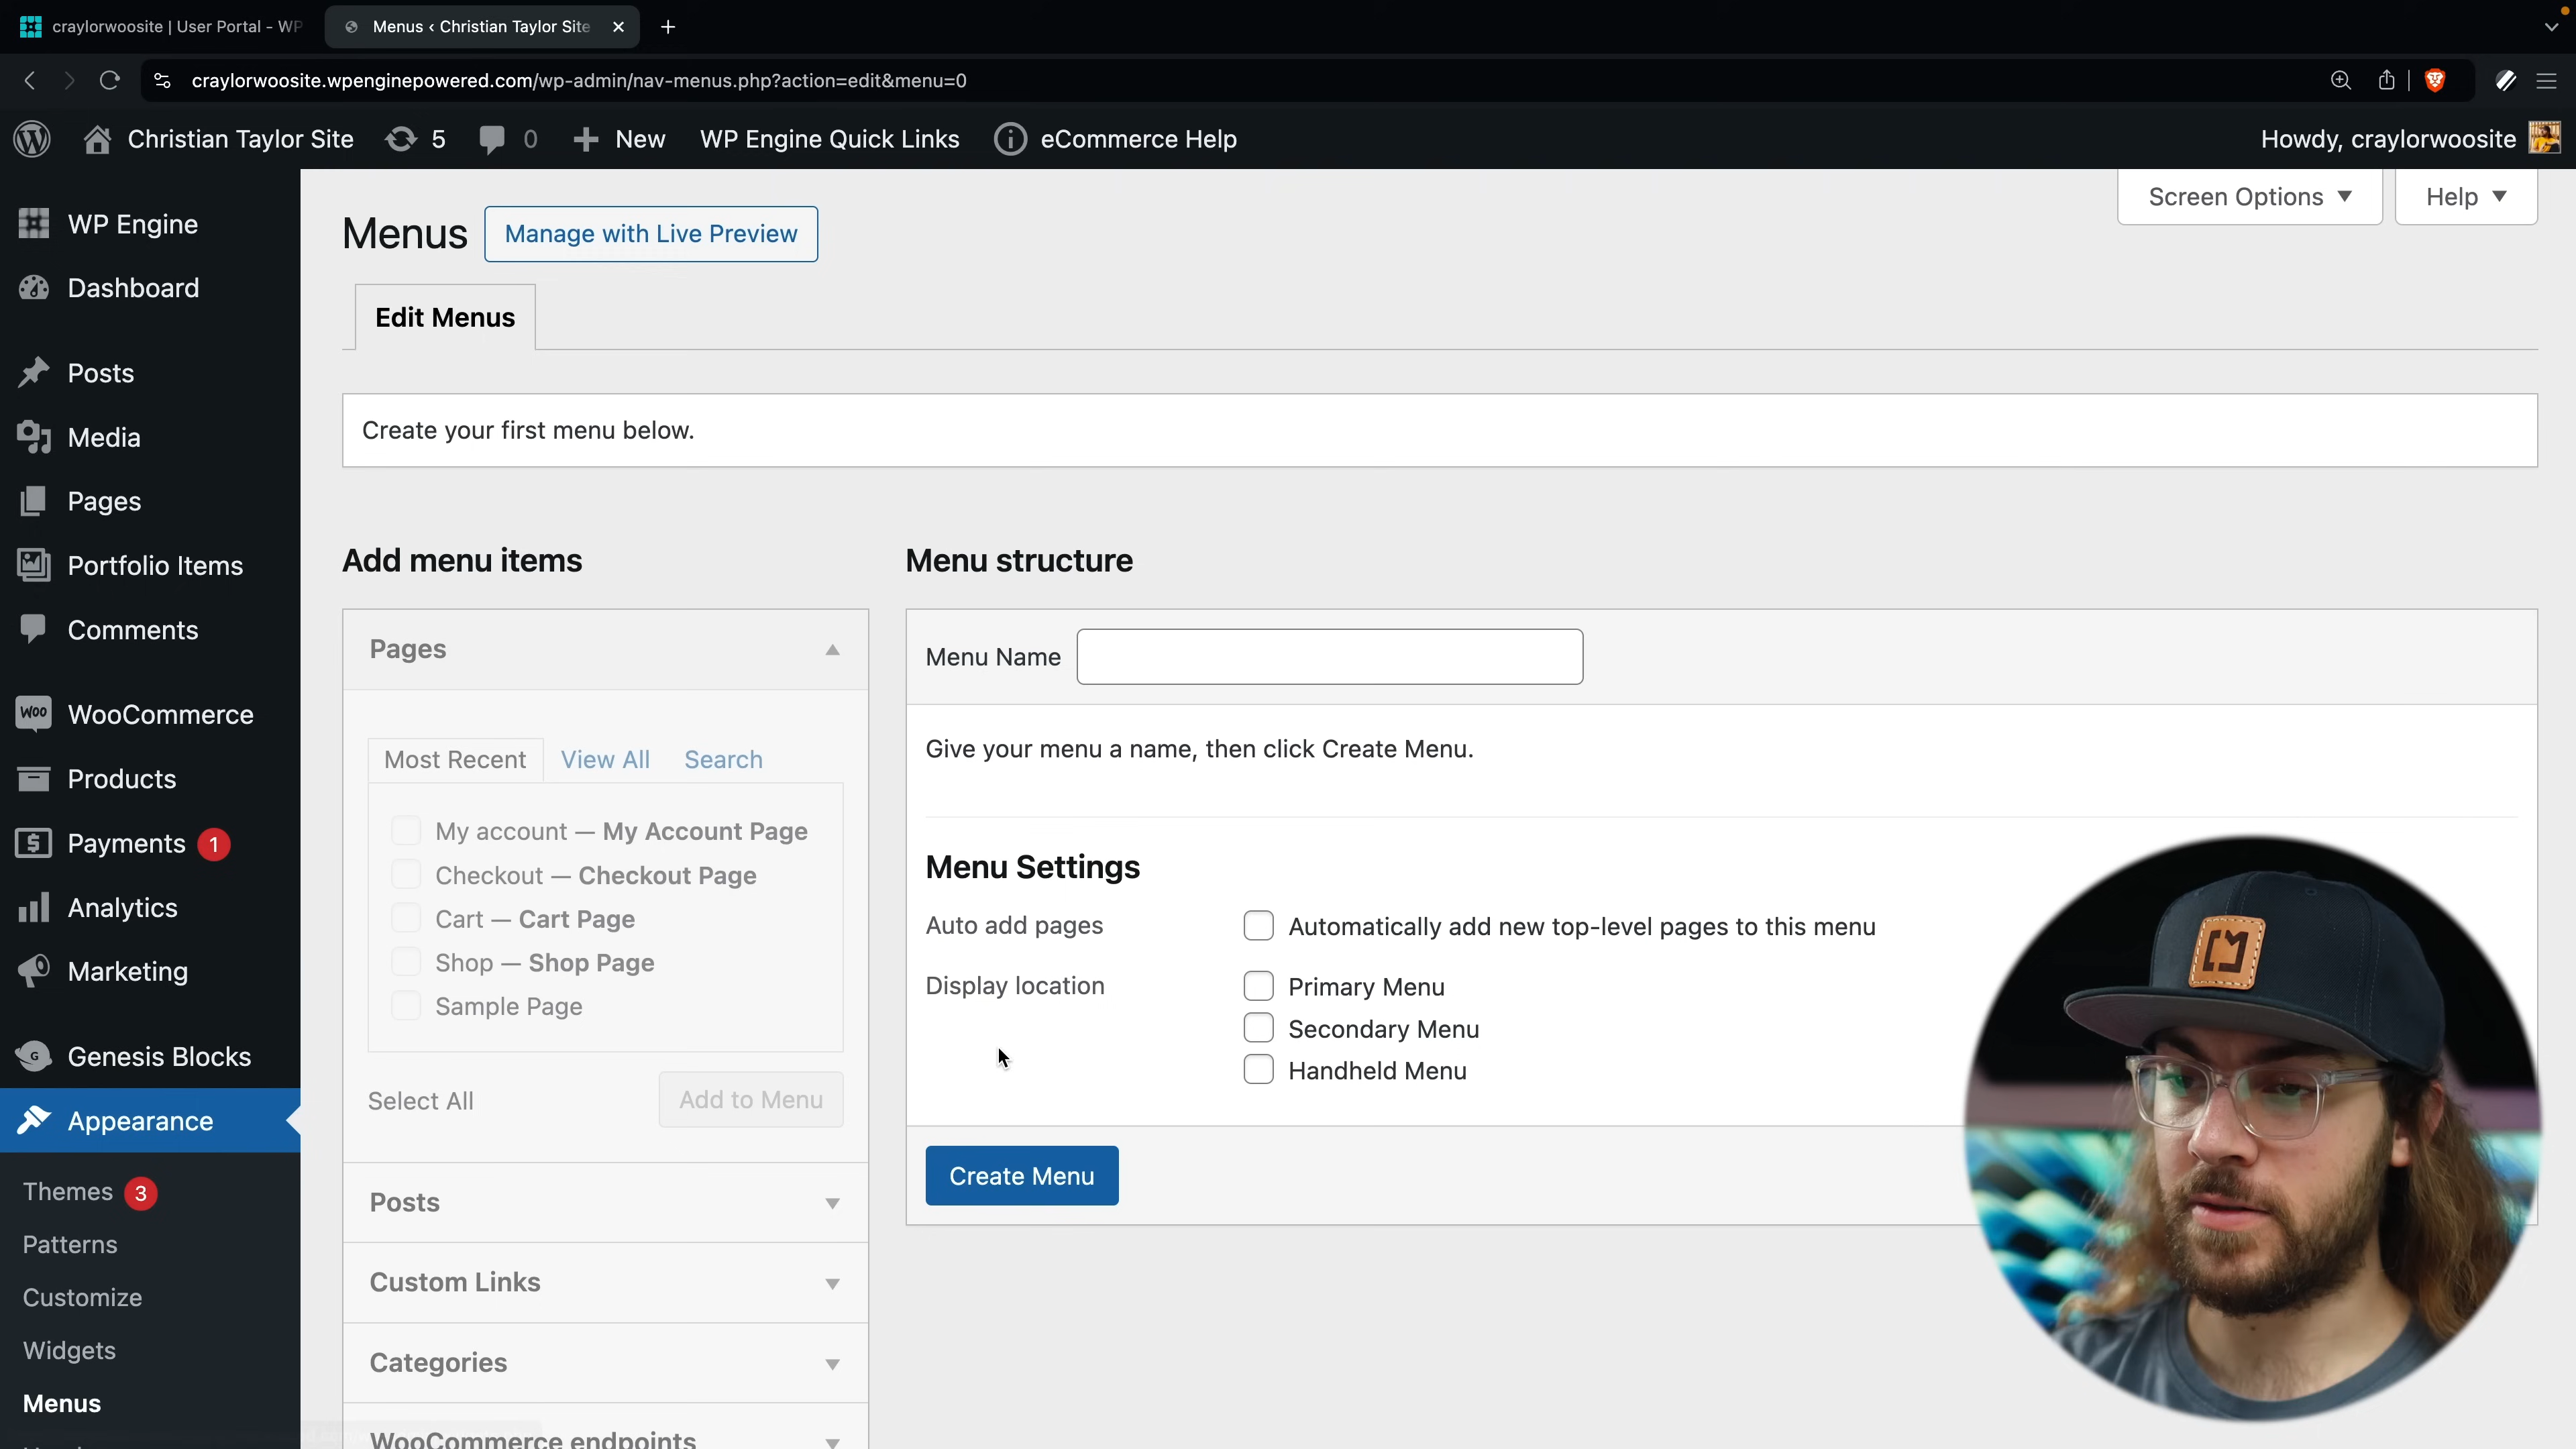 craylorwoosite | User Portal - WP
Menus ‹ Christian Taylor Site
craylorwoosite.wpenginepowered.com/wp-admin/nav-menus.php?action=edit&menu=0
Christian Taylor Site
5
0
New
WP Engine Quick Links
eCommerce Help
Howdy, craylorwoosite
WP Engine
Dashboard
Posts
Media
Pages
Portfolio Items
Comments
WooCommerce
Products
Payments 1
Analytics
Marketing
Genesis Blocks
Appearance
Themes 3
Patterns
Customize
Widgets
Menus
Screen Options
Help
Menus
Manage with Live Preview
Edit Menus
Create your first menu below.
Add menu items
Pages
Most Recent
View All
Search
My account — My Account Page
Checkout — Checkout Page
Cart — Cart Page
Shop — Shop Page
Sample Page
Select All
Add to Menu
Posts
Custom Links
Categories
WooCommerce endpoints
Menu structure
Menu Name
Give your menu a name, then click Create Menu.
Menu Settings
Auto add pages
Automatically add new top-level pages to this menu
Display location
Primary Menu
Secondary Menu
Handheld Menu
Create Menu